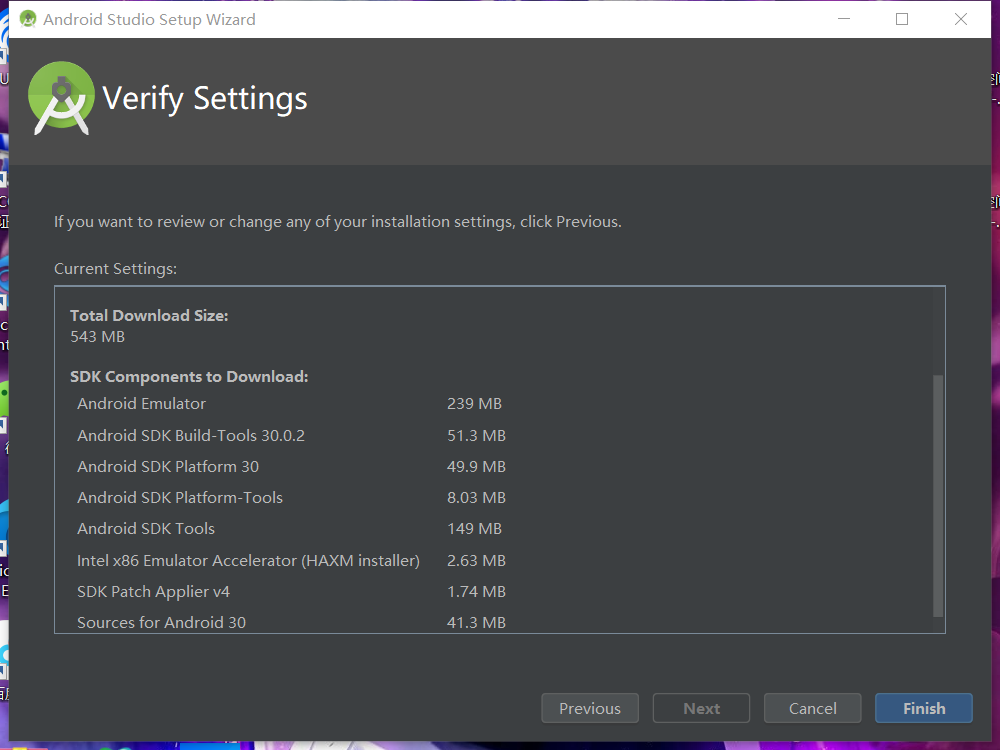 Android Studio Setup Wizard
Verify Settings
If you want to review or change any of your installation settings, click Previous.
Current Settings:
Total Download Size:
543 MB
SDK Components to Download:
Android Emulator 239 MB
Android SDK Build-Tools 30.0.2 51.3 MB
Android SDK Platform 30 49.9 MB
Android SDK Platform-Tools 8.03 MB
Android SDK Tools 149 MB
Intel x86 Emulator Accelerator (HAXM installer) 2.63 MB
SDK Patch Applier v4 1.74 MB
Sources for Android 30 41.3 MB
Previous Next Cancel Finish